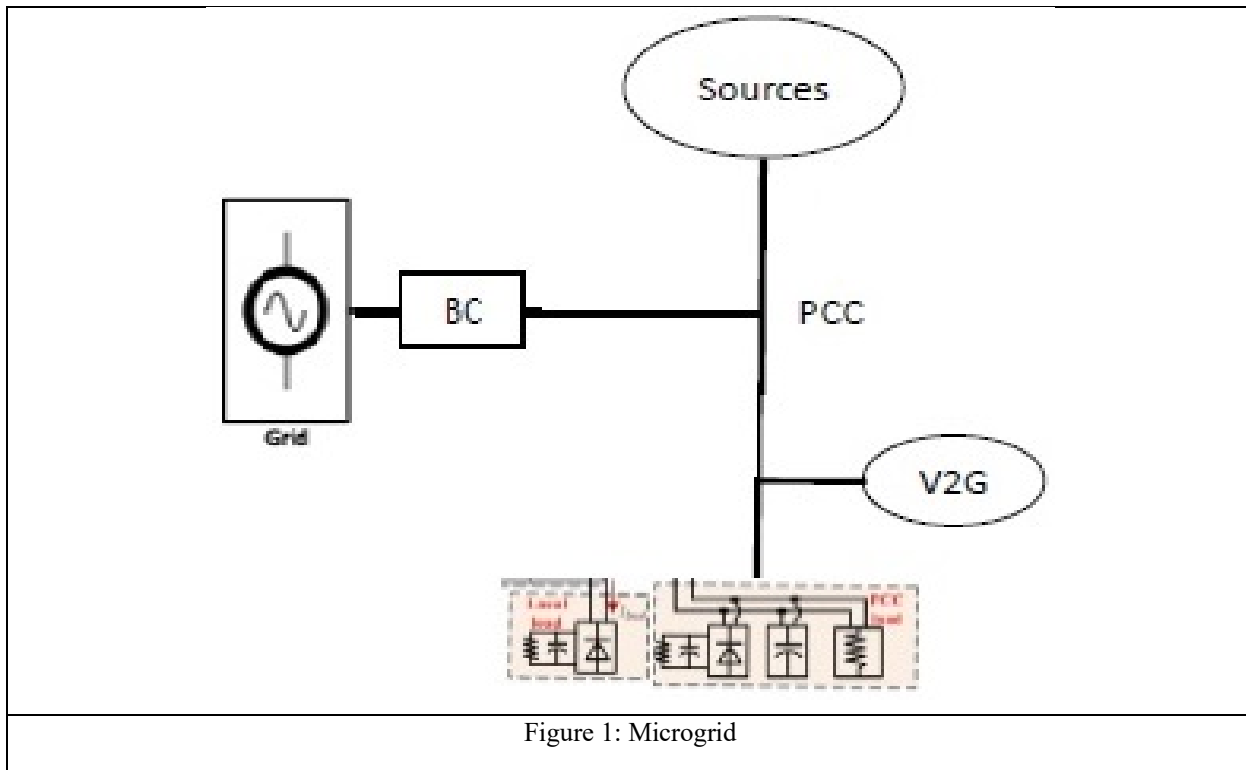 Sources
BC
PCC
Grid
V2G
Local
load
PCC
load
Figure 1: Microgrid